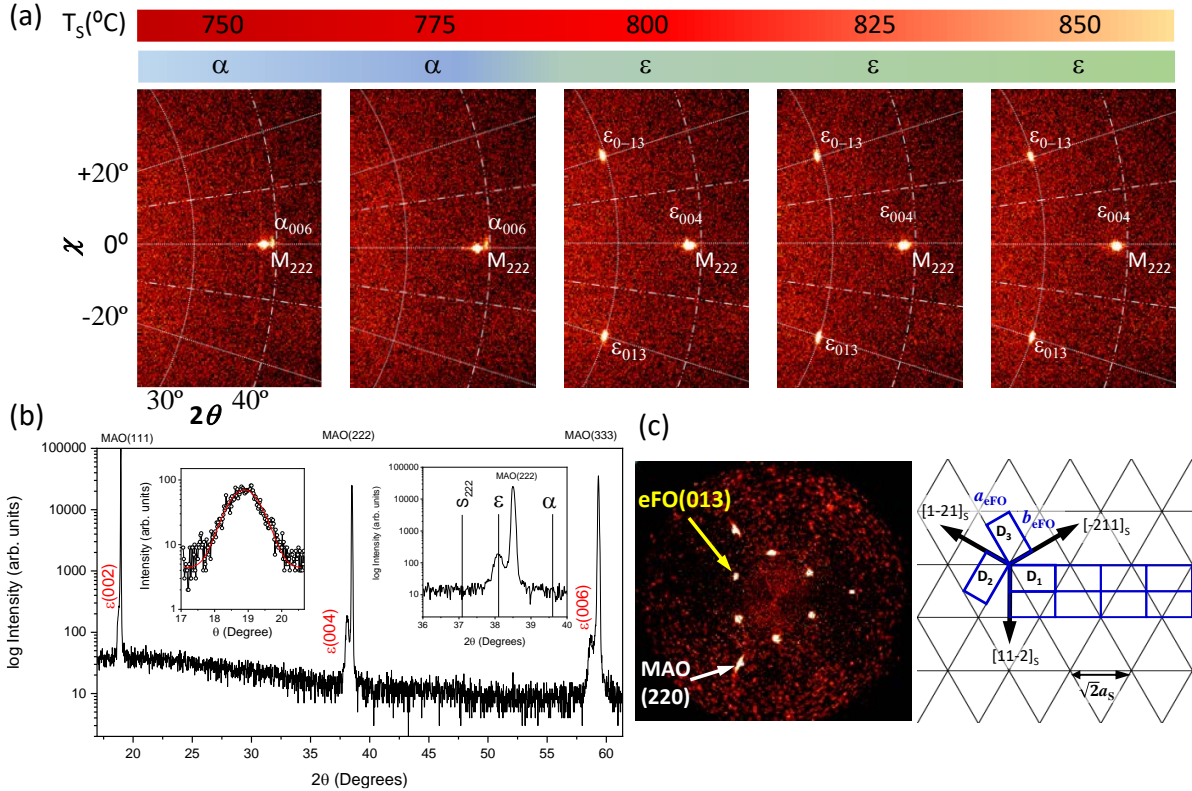 (a)
T_S(ºC) 750 775 800 825 850
α α ε ε ε
ε₀₋₁₃ ε₀₋₁₃ ε₀₋₁₃
+20º
α₀₀₆ α₀₀₆ ε₀₀₄ ε₀₀₄ ε₀₀₄
χ 0º
M₂₂₂ M₂₂₂ M₂₂₂ M₂₂₂ M₂₂₂
-20º
ε₀₁₃ ε₀₁₃ ε₀₁₃
30º 40º
2θ
(b)
MAO(111) MAO(222) MAO(333)
log Intensity (arb. units)
100000
10000
1000
100
10
20 25 30 35 40 45 50 55 60
2θ (Degrees)
ε(002)
ε(004)
ε(006)
Intensity (arb. units)
100
10
1
17 18 19 20 21
θ (Degree)
MAO(222)
log Intensity (arb. units)
100000
10000
1000
100
10
S₂₂₂ ε α
36 37 38 39 40
2θ (Degrees)
(c)
eFO(013)
MAO
(220)
a_eFO
b_eFO
[1-21]_S
[-211]_S
D₃
D₂
D₁
[11-2]_S
√2a_S